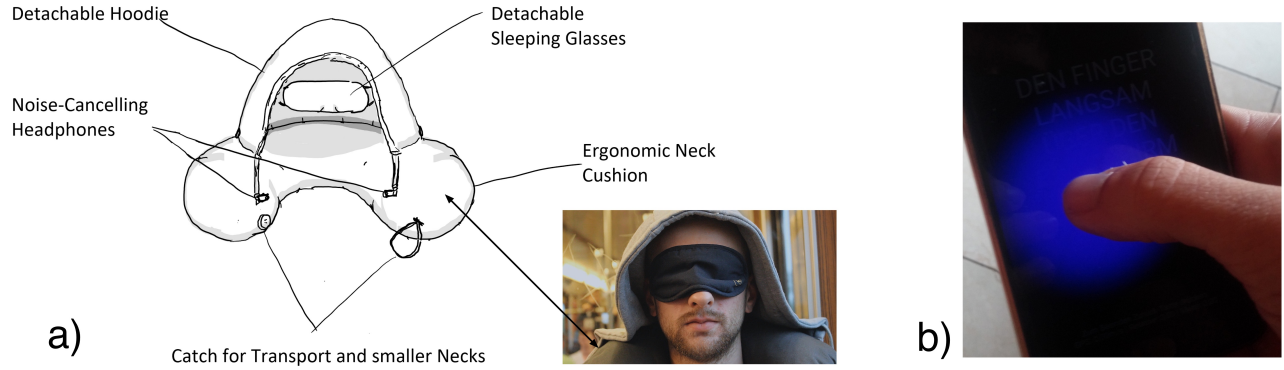 Detachable Hoodie
Detachable
Sleeping Glasses
Noise-Cancelling
Headphones
Ergonomic Neck
Cushion
a)
Catch for Transport and smaller Necks
b)
DEN FINGER
LANGSAM